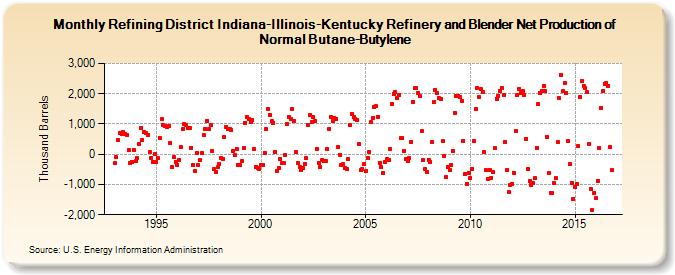 Monthly Refining District Indiana-Illinois-Kentucky Refinery and Blender Net Production of
Normal Butane-Butylene
Thousand Barrels
3,000
2,000
1,000
0
-1,000
-2,000
1995 2000 2005 2010 2015
Source: U.S. Energy Information Administration